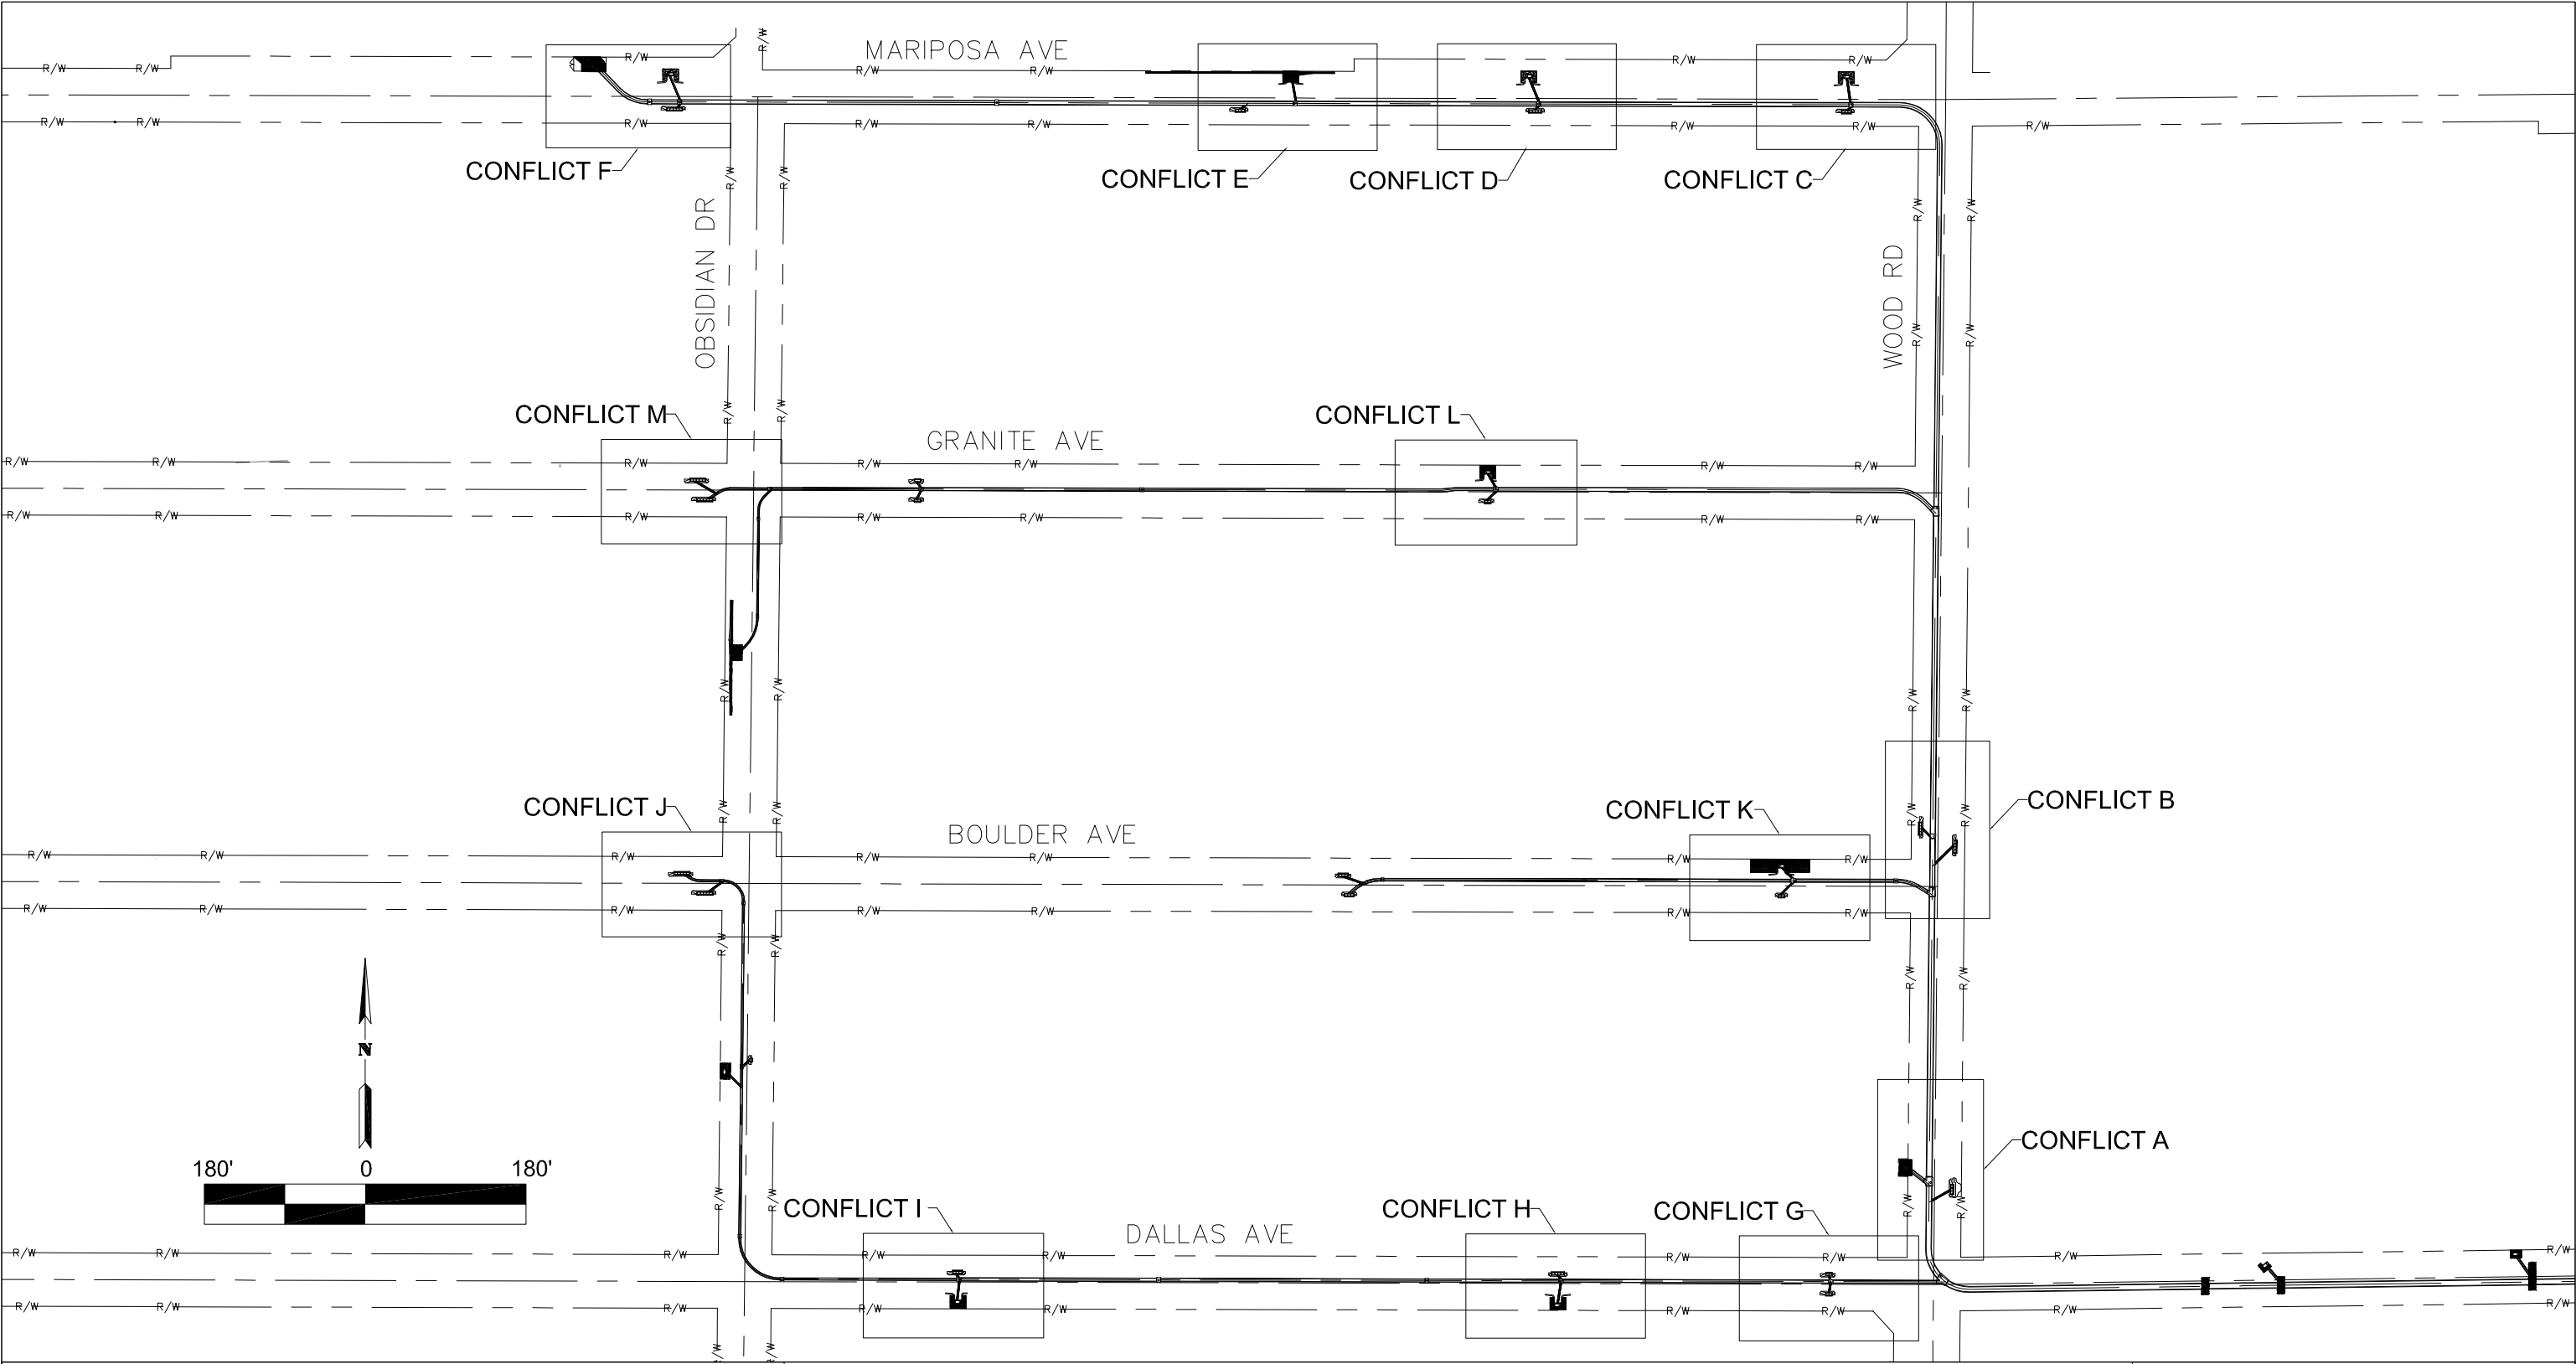 MARIPOSA AVE
R/W R/W R/W R/W R/W R/W R/W
R/W
R/W R/W R/W R/W R/W R/W R/W R/W
CONFLICT F
CONFLICT E
CONFLICT D
CONFLICT C
R/W R/W
R/W R/W
OBSIDIAN DR
WOOD RD
R/W R/W
CONFLICT M
CONFLICT L
R/W R/W
GRANITE AVE
R/W R/W R/W R/W R/W R/W R/W
R/W R/W R/W R/W R/W R/W R/W
R/W R/W R/W R/W
CONFLICT J
CONFLICT K
CONFLICT B
R/W R/W R/W
BOULDER AVE
R/W R/W R/W R/W R/W R/W R/W
R/W R/W R/W R/W R/W R/W R/W
R/W R/W R/W R/W
N
CONFLICT A
180' 0 180'
R/W R/W R/W R/W
CONFLICT I
CONFLICT H
CONFLICT G
DALLAS AVE
R/W R/W R/W R/W R/W R/W R/W R/W R/W
R/W R/W R/W R/W R/W R/W R/W R/W R/W
R/W R/W